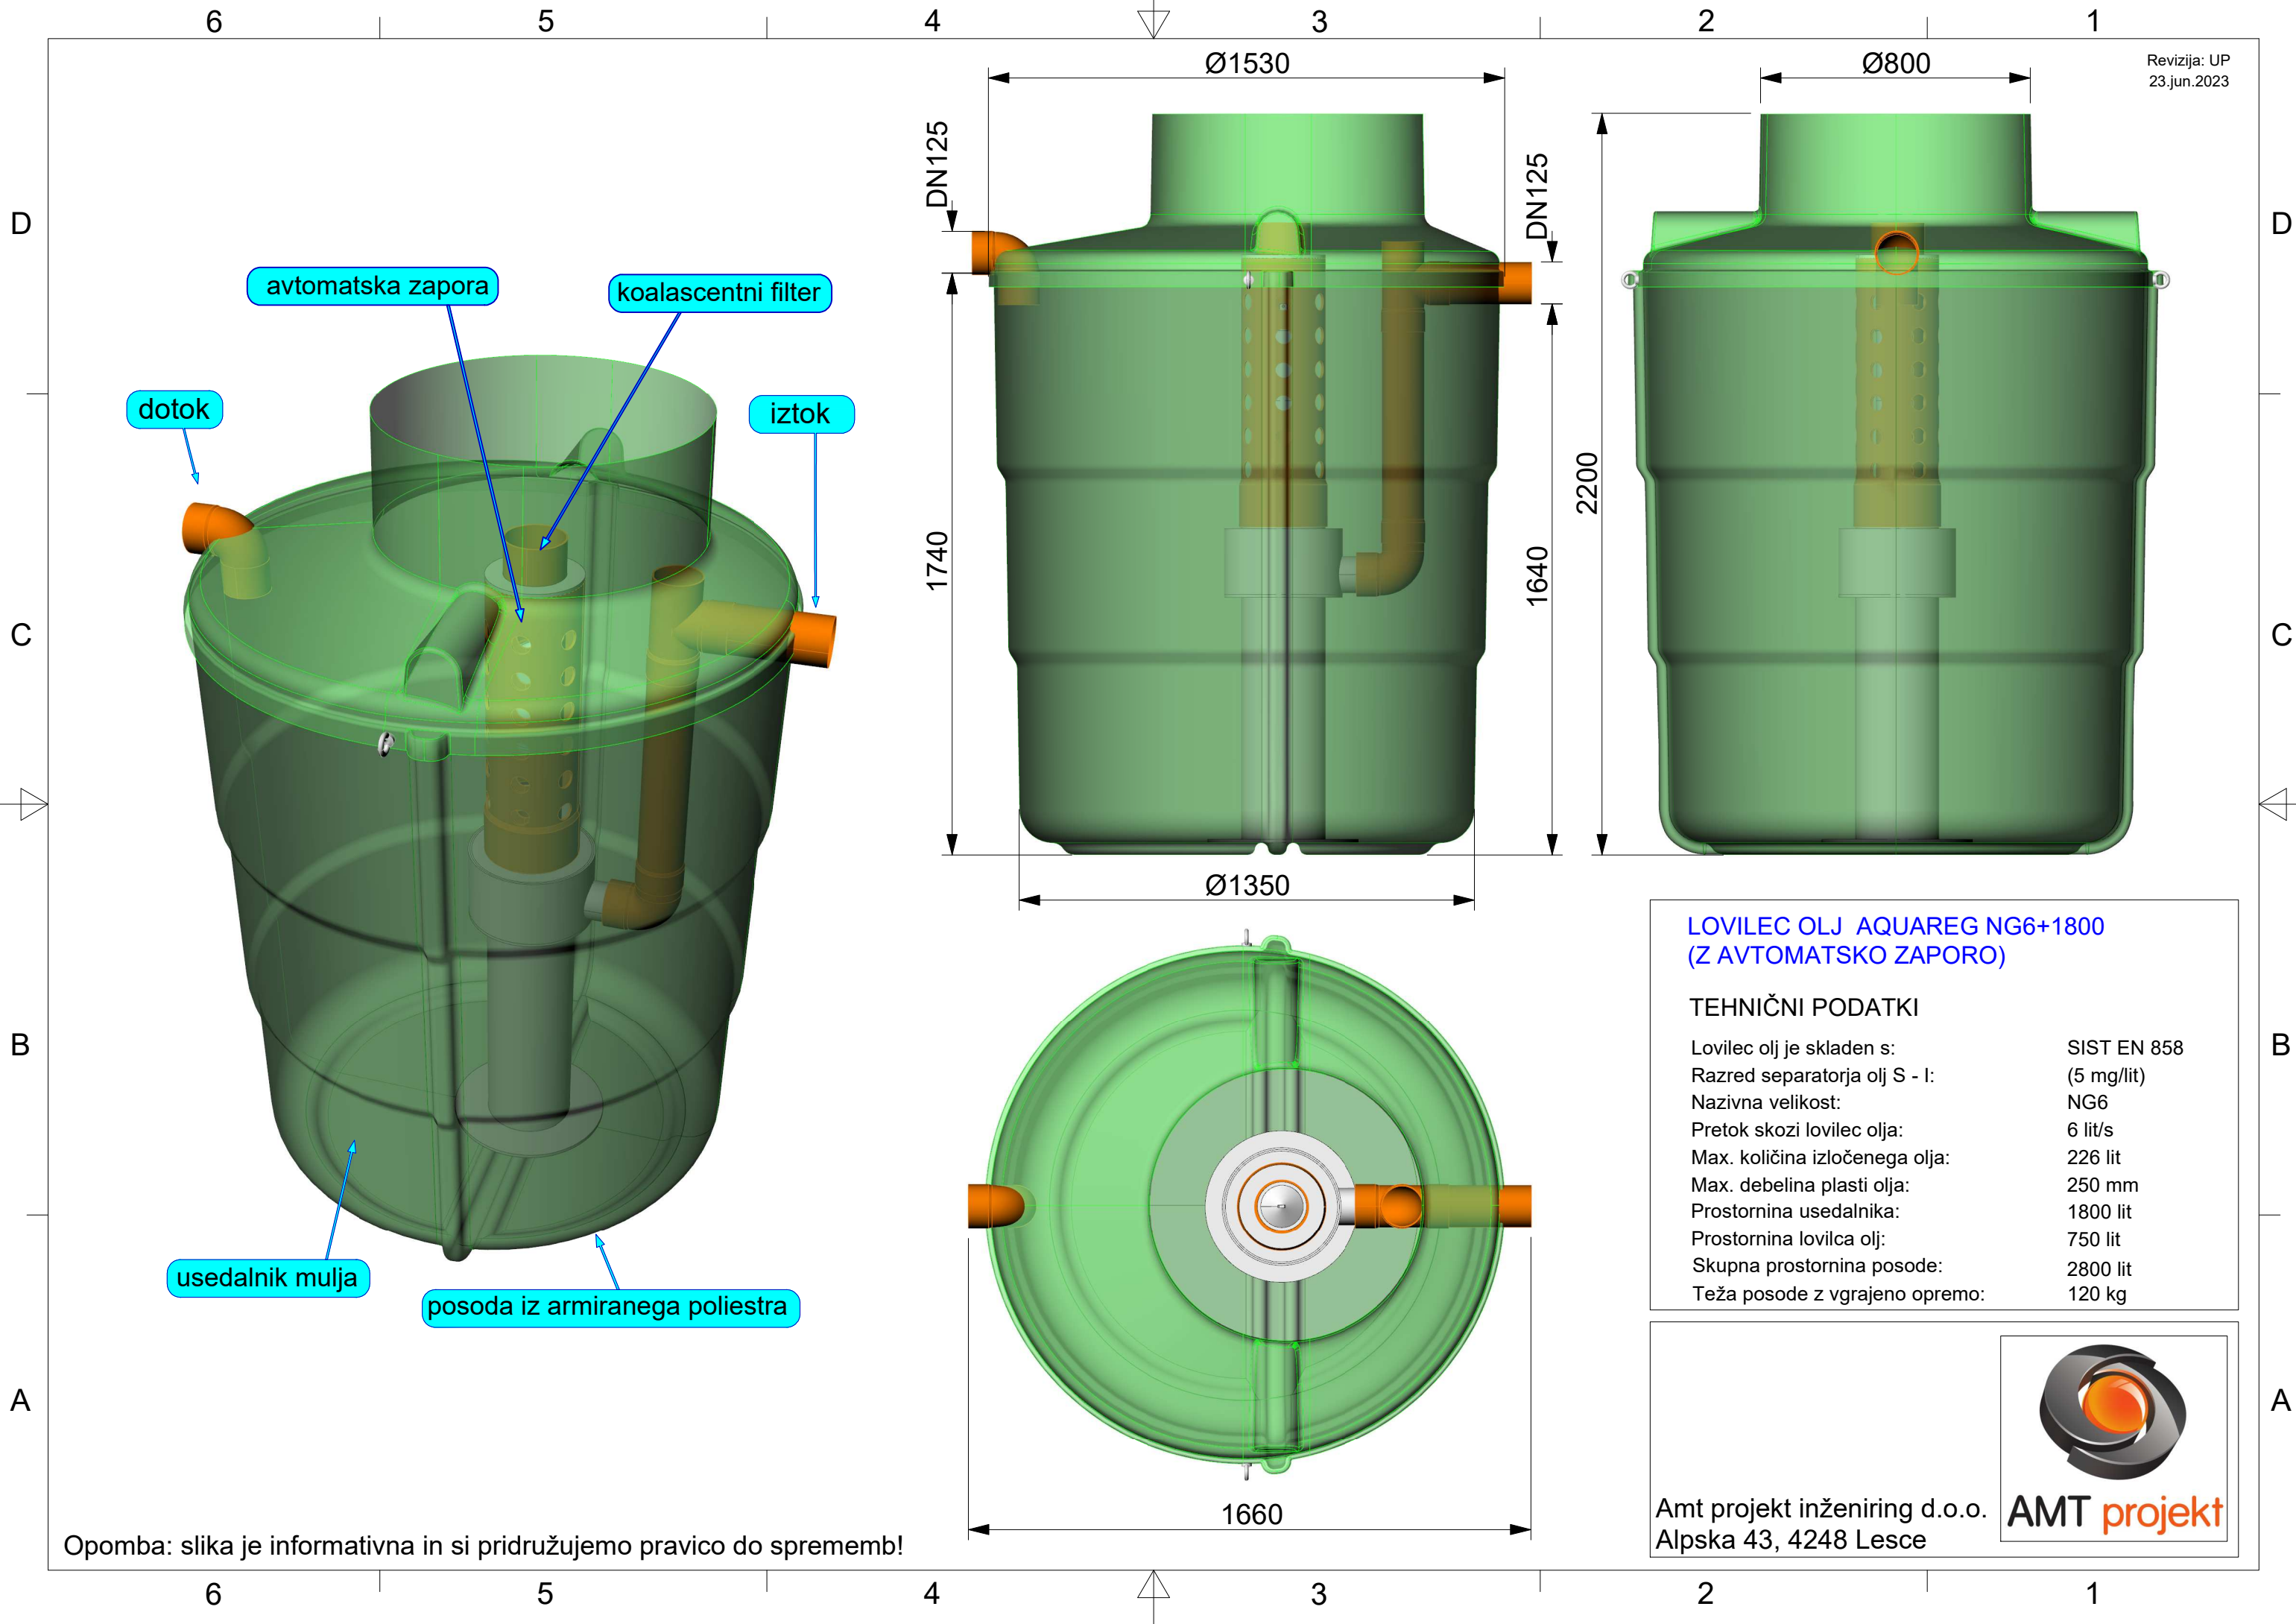 6 5 4 3 2 1
Revizija: UP
23.jun.2023
Ø1530
Ø800
DN125
DN125
D
D
avtomatska zapora
koalascentni filter
dotok
iztok
1740
1640
2200
C
C
Ø1350
LOVILEC OLJ AQUAREG NG6+1800
(Z AVTOMATSKO ZAPORO)
TEHNIČNI PODATKI
Lovilec olj je skladen s: SIST EN 858
Razred separatorja olj S - I: (5 mg/lit)
Nazivna velikost: NG6
Pretok skozi lovilec olja: 6 lit/s
Max. količina izločenega olja: 226 lit
Max. debelina plasti olja: 250 mm
Prostornina usedalnika: 1800 lit
Prostornina lovilca olj: 750 lit
Skupna prostornina posode: 2800 lit
Teža posode z vgrajeno opremo: 120 kg
B
B
usedalnik mulja
posoda iz armiranega poliestra
A
A
1660
Amt projekt inženiring d.o.o.
Alpska 43, 4248 Lesce
AMT projekt
Opomba: slika je informativna in si pridružujemo pravico do sprememb!
6 5 4 3 2 1